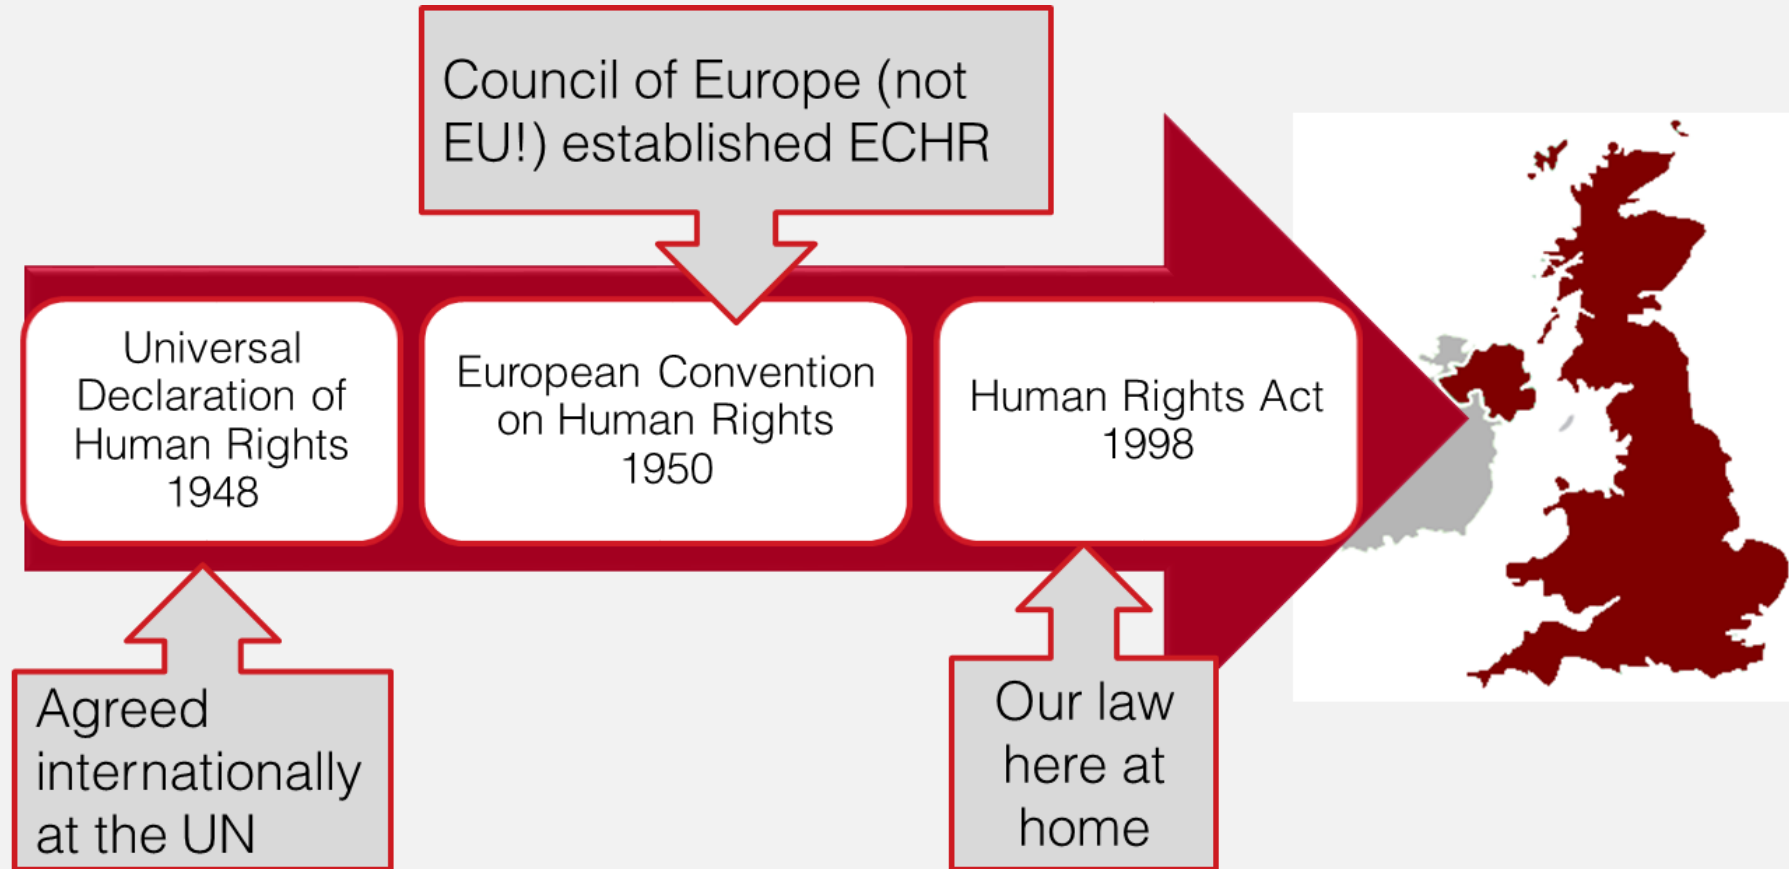 Council of Europe (not
EU!) established ECHR
Universal
Declaration of
Human Rights
1948
European Convention
on Human Rights
1950
Human Rights Act
1998
Agreed
internationally
at the UN
Our law
here at
home